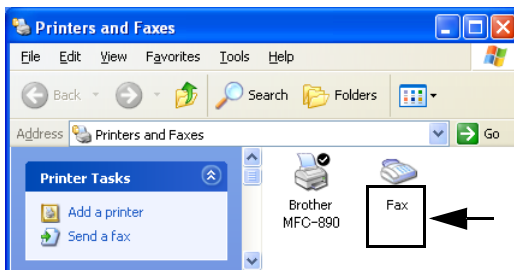 Printers and Faxes
File Edit View Favorites Tools Help
Back Search Folders
Address Printers and Faxes Go
Printer Tasks
Add a printer
Send a fax
Brother
MFC-890
Fax